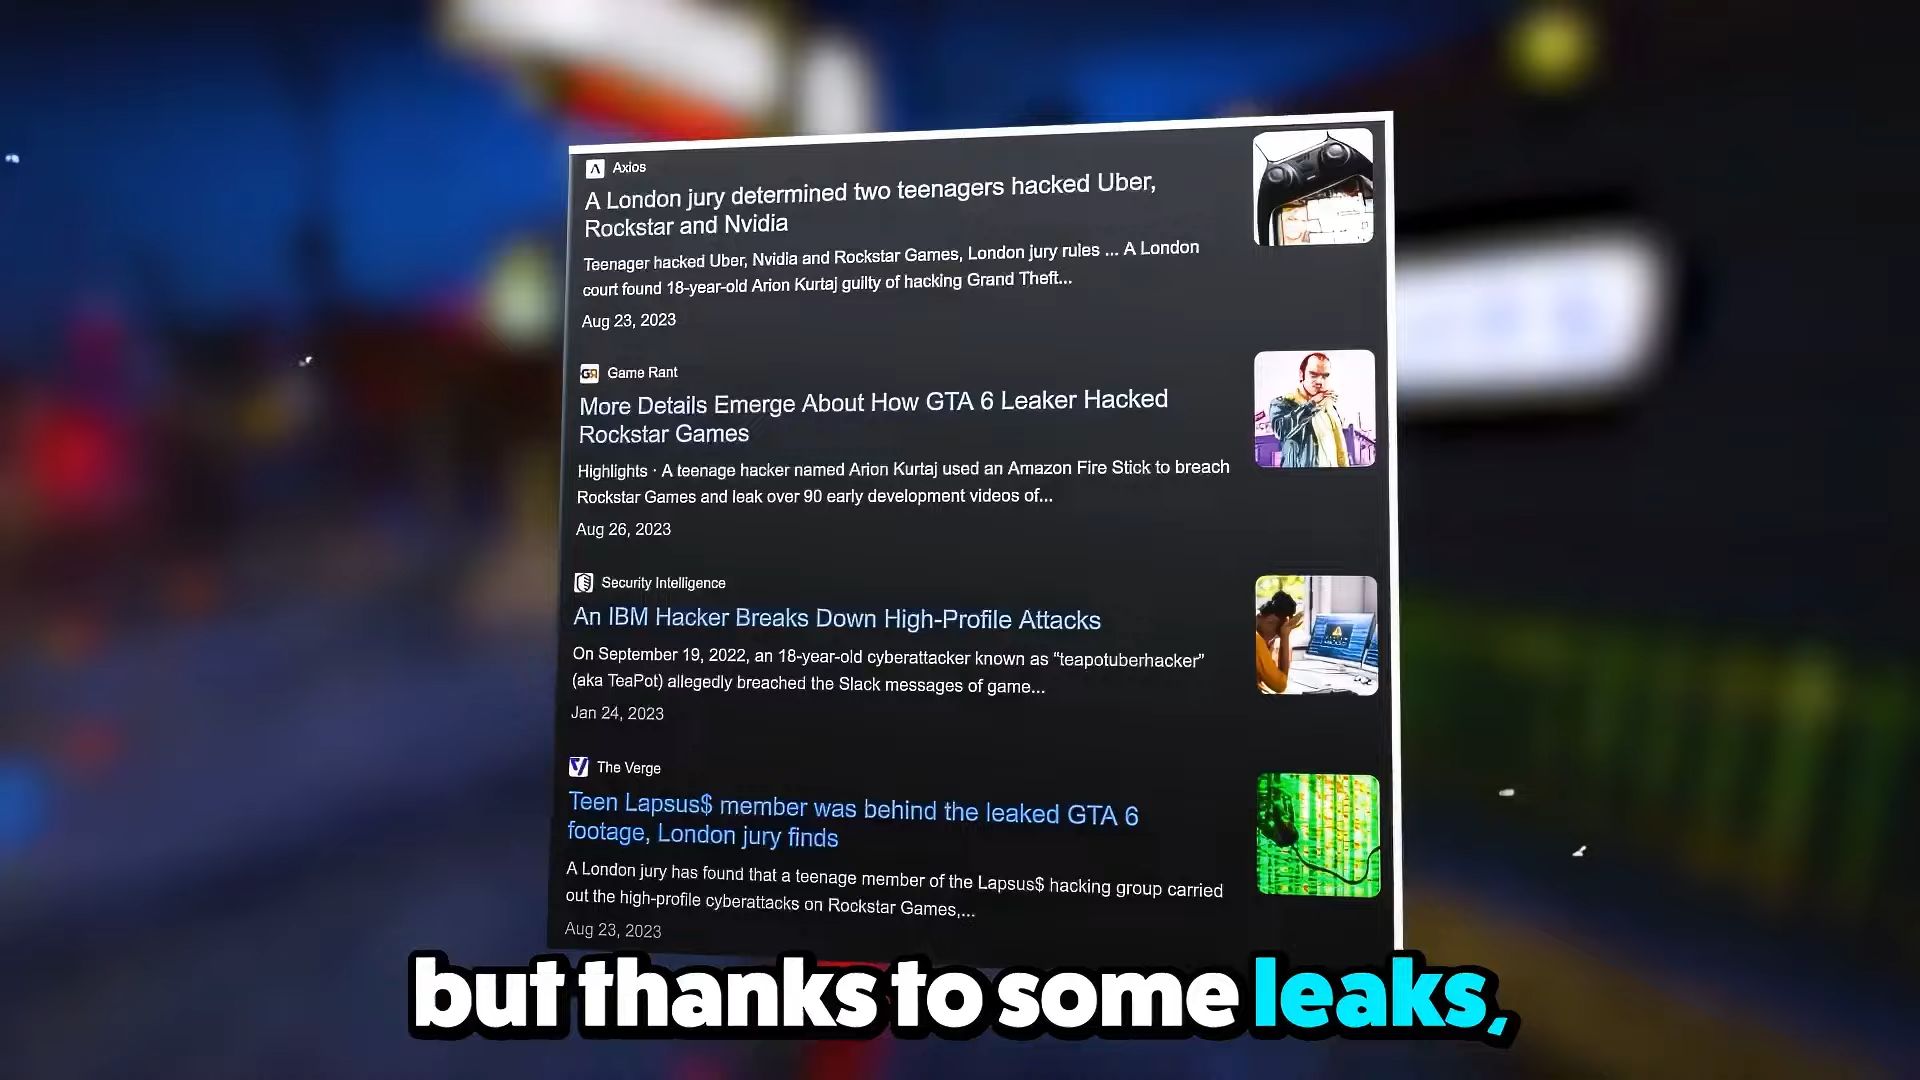 Axios
A London jury determined two teenagers hacked Uber,
Rockstar and Nvidia
Teenager hacked Uber, Nvidia and Rockstar Games, London jury rules ... A London
court found 18-year-old Arion Kurtaj guilty of hacking Grand Theft...
Aug 23, 2023
GR Game Rant
More Details Emerge About How GTA 6 Leaker Hacked
Rockstar Games
Highlights · A teenage hacker named Arion Kurtaj used an Amazon Fire Stick to breach
Rockstar Games and leak over 90 early development videos of...
Aug 26, 2023
Security Intelligence
An IBM Hacker Breaks Down High-Profile Attacks
On September 19, 2022, an 18-year-old cyberattacker known as “teapotuberhacker”
(aka TeaPot) allegedly breached the Slack messages of game...
Jan 24, 2023
The Verge
Teen Lapsus$ member was behind the leaked GTA 6
footage, London jury finds
A London jury has found that a teenage member of the Lapsus$ hacking group carried
out the high-profile cyberattacks on Rockstar Games,...
Aug 23, 2023
but thanks to some leaks,